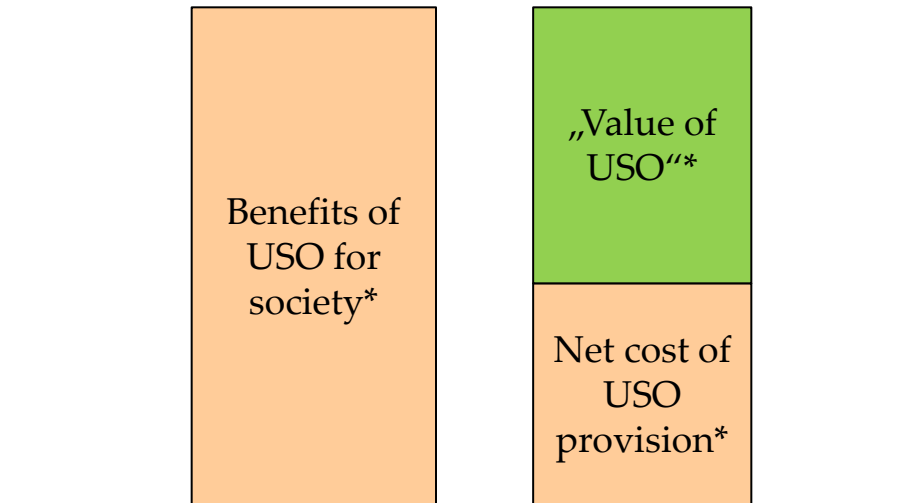 Benefits of
USO for
society*
„Value of
USO“*
Net cost of
USO
provision*